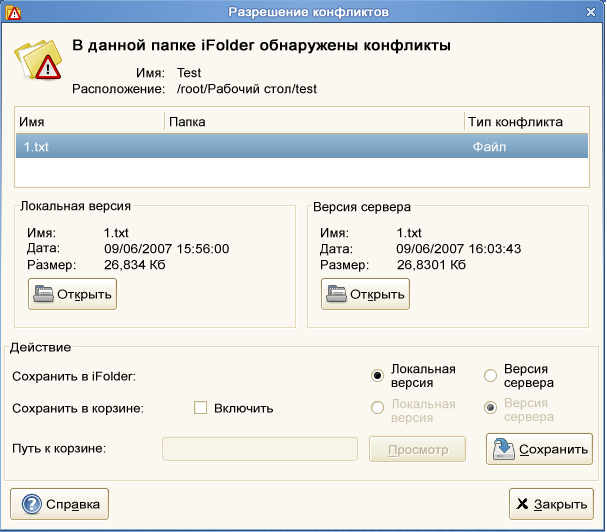 Разрешение конфликтов
В данной папке iFolder обнаружены конфликты
Имя: Test
Расположение: /root/Рабочий стол/test
Имя Папка Тип конфликта
1.txt Файл
Локальная версия
Имя: 1.txt
Дата: 09/06/2007 15:56:00
Размер: 26,834 Кб
Открыть
Версия сервера
Имя: 1.txt
Дата: 09/06/2007 16:03:43
Размер: 26,8301 Кб
Открыть
Действие
Сохранить в iFolder:
Локальная
версия
Версия
сервера
Сохранить в корзине: Включить
Локальная
версия
Версия
сервера
Путь к корзине: Просмотр Сохранить
Справка Закрыть